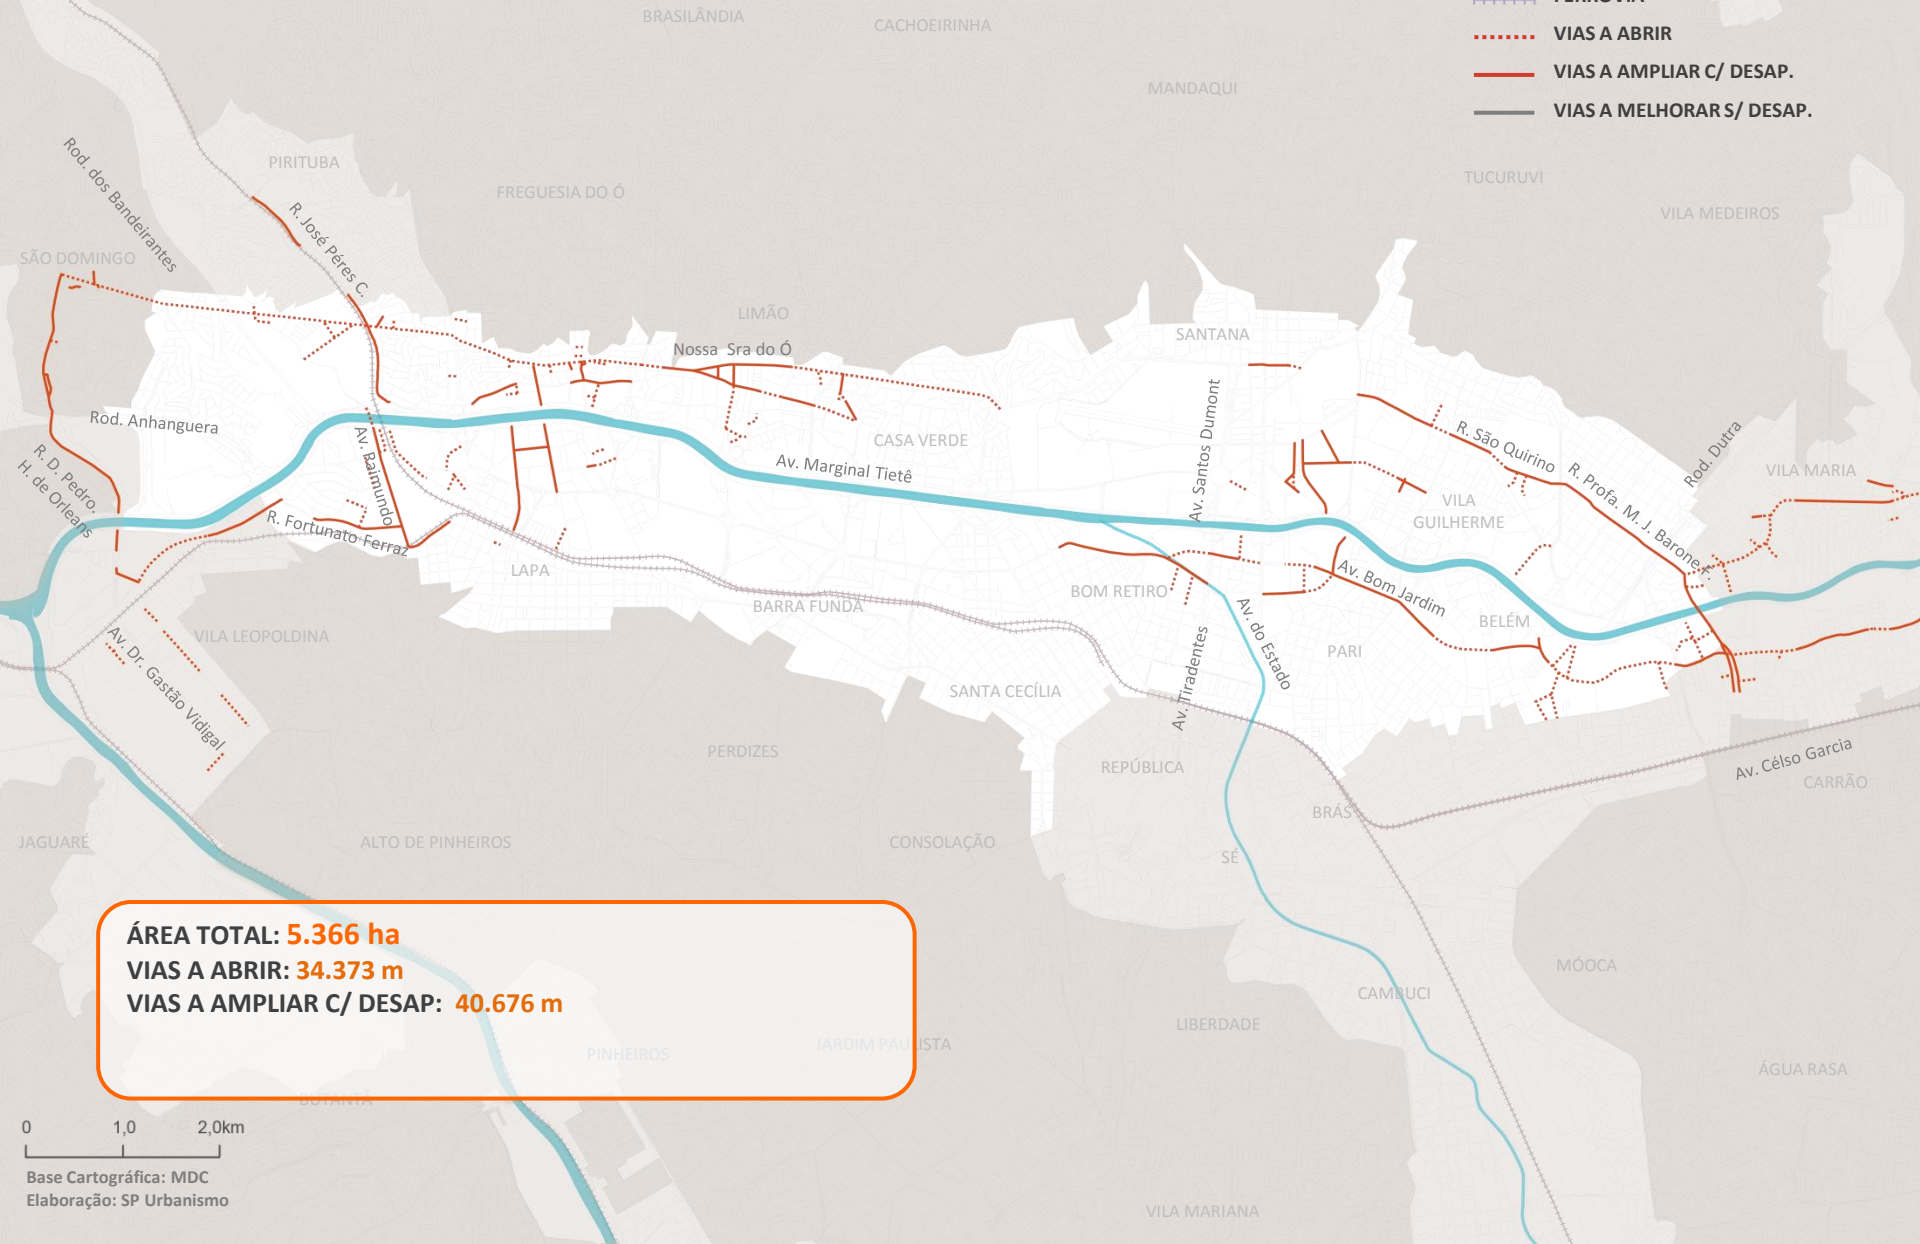 FERROVIA
VIAS A ABRIR
VIAS A AMPLIAR C/ DESAP.
VIAS A MELHORAR S/ DESAP.
BRASILÂNDIA
CACHOEIRINHA
MANDAQUI
TUCURUVI
VILA MEDEIROS
PIRITUBA
FREGUESIA DO Ó
Rod. dos Bandeirantes
R. José Péres C.
SÃO DOMINGO
LIMÃO
SANTANA
Nossa Sra do Ó
Rod. Anhanguera
Av. Raimundo
CASA VERDE
Av. Santos Dumont
R. São Quirino
Rod. Dutra
VILA MARIA
R. D. Pedro.
H. de Orleans
Av. Marginal Tietê
VILA
GUILHERME
R. Profa. M. J. Barone F.
R. Fortunato Ferraz
LAPA
BARRA FUNDA
BOM RETIRO
Av. Bom Jardim
BELÉM
VILA LEOPOLDINA
Av. Dr. Gastão Vidigal
Av. do Estado
Av. Tiradentes
PARI
SANTA CECÍLIA
PERDIZES
REPÚBLICA
Av. Célso Garcia
CARRÃO
BRÁS
JAGUARÉ
ALTO DE PINHEIROS
CONSOLAÇÃO
SÉ
ÁREA TOTAL: 5.366 ha
VIAS A ABRIR: 34.373 m
VIAS A AMPLIAR C/ DESAP: 40.676 m
MÓOCA
CAMBUCI
LIBERDADE
PINHEIROS
JARDIM PAULISTA
ÁGUA RASA
BUTANTÃ
0 1,0 2,0km
Base Cartográfica: MDC
Elaboração: SP Urbanismo
VILA MARIANA